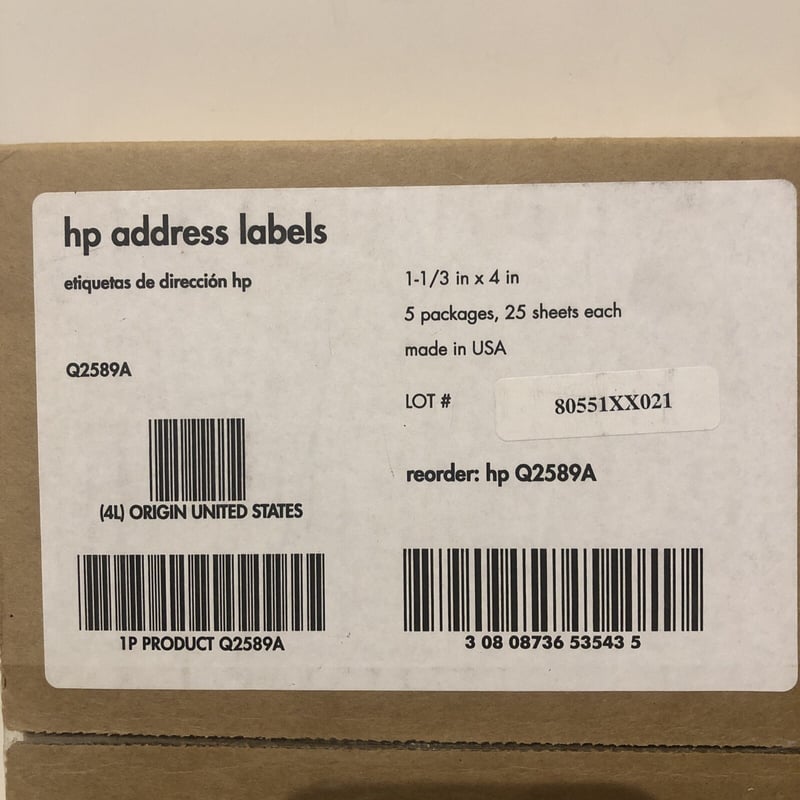 hp address labels
etiquetas de dirección hp
Q2589A
(4L) ORIGIN UNITED STATES
1P PRODUCT Q2589A
1-1/3 in x 4 in
5 packages, 25 sheets each
made in USA
LOT # 80551XX021
reorder: hp Q2589A
3 08 08736 53543 5